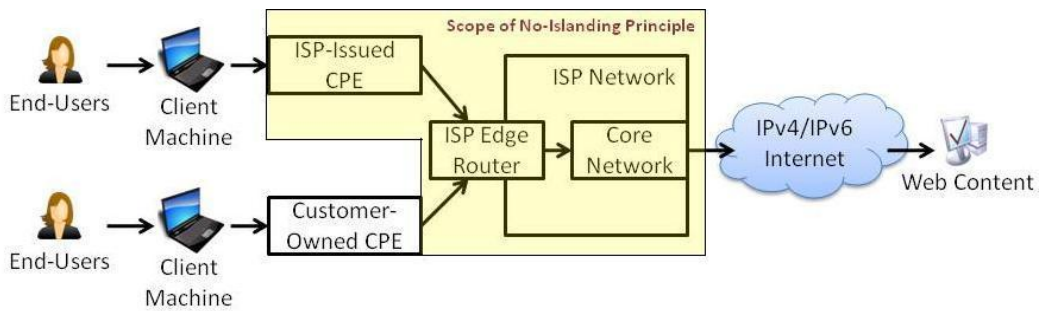 Scope of No-Islanding Principle
End-Users
Client
Machine
ISP-Issued
CPE
ISP Network
ISP Edge
Router
Core
Network
IPv4/IPv6
Internet
Web Content
End-Users
Client
Machine
Customer-
Owned CPE